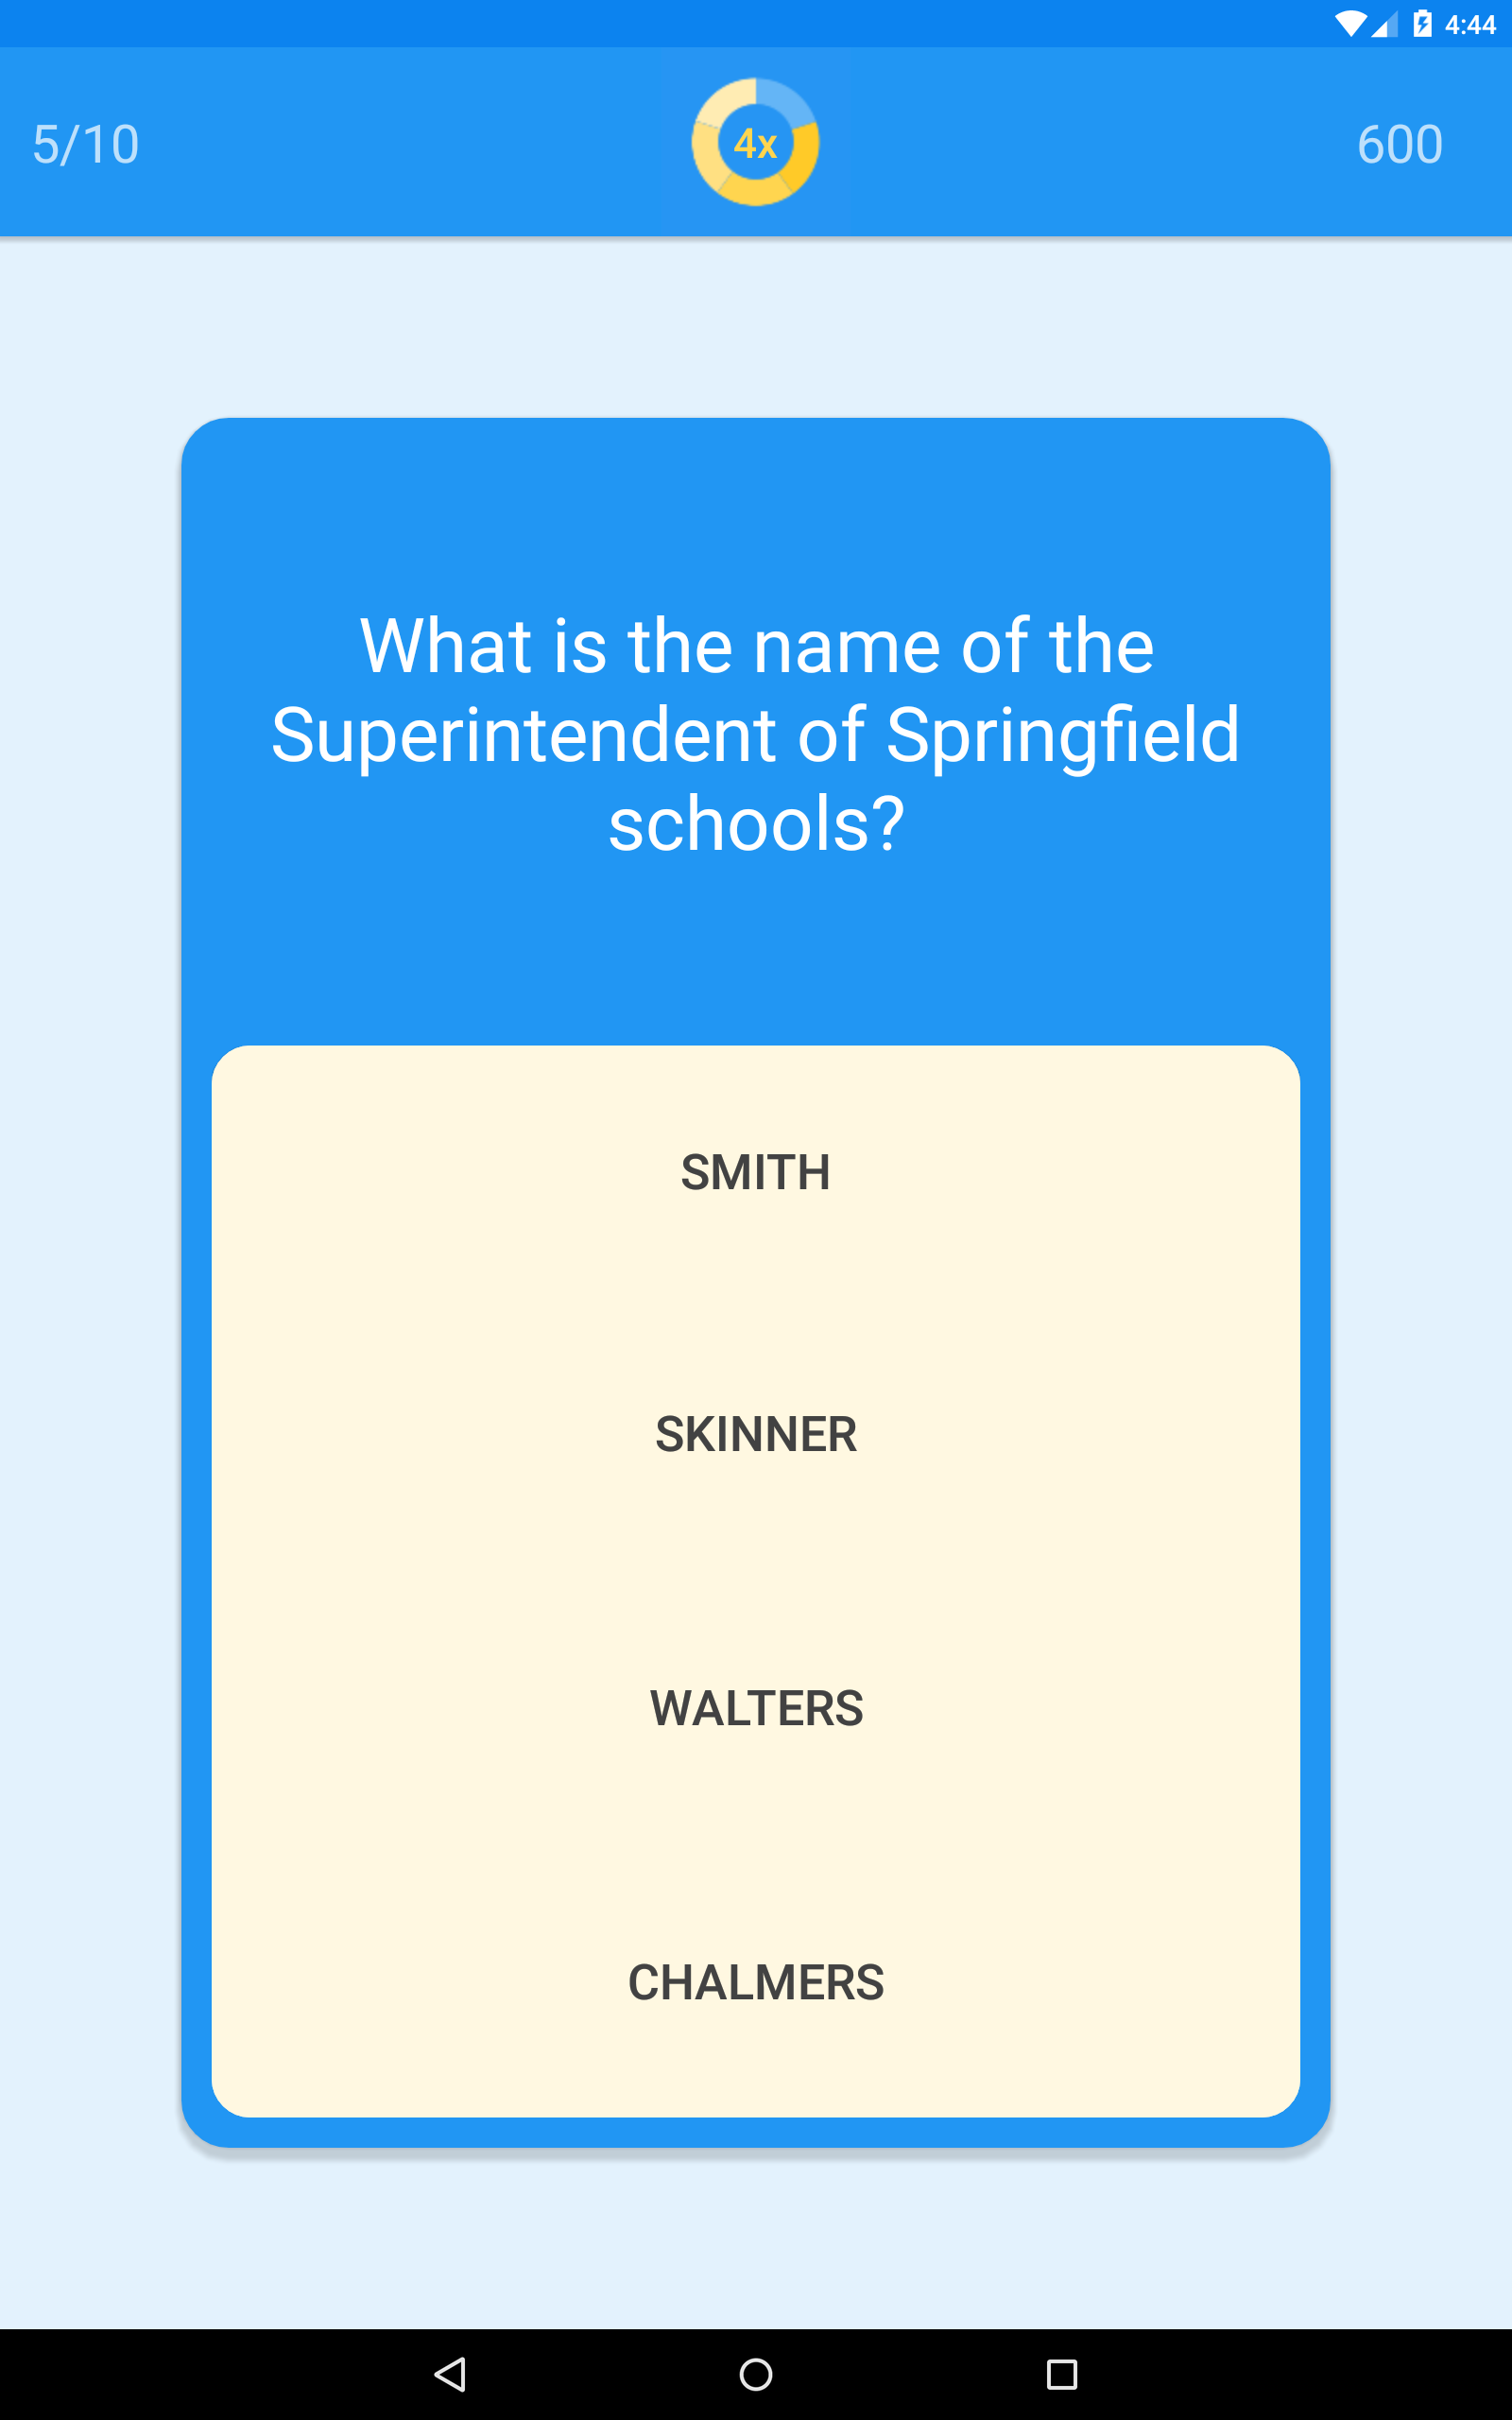 4:44
5/10
4x
600
What is the name of the
Superintendent of Springfield
schools?
SMITH
SKINNER
WALTERS
CHALMERS